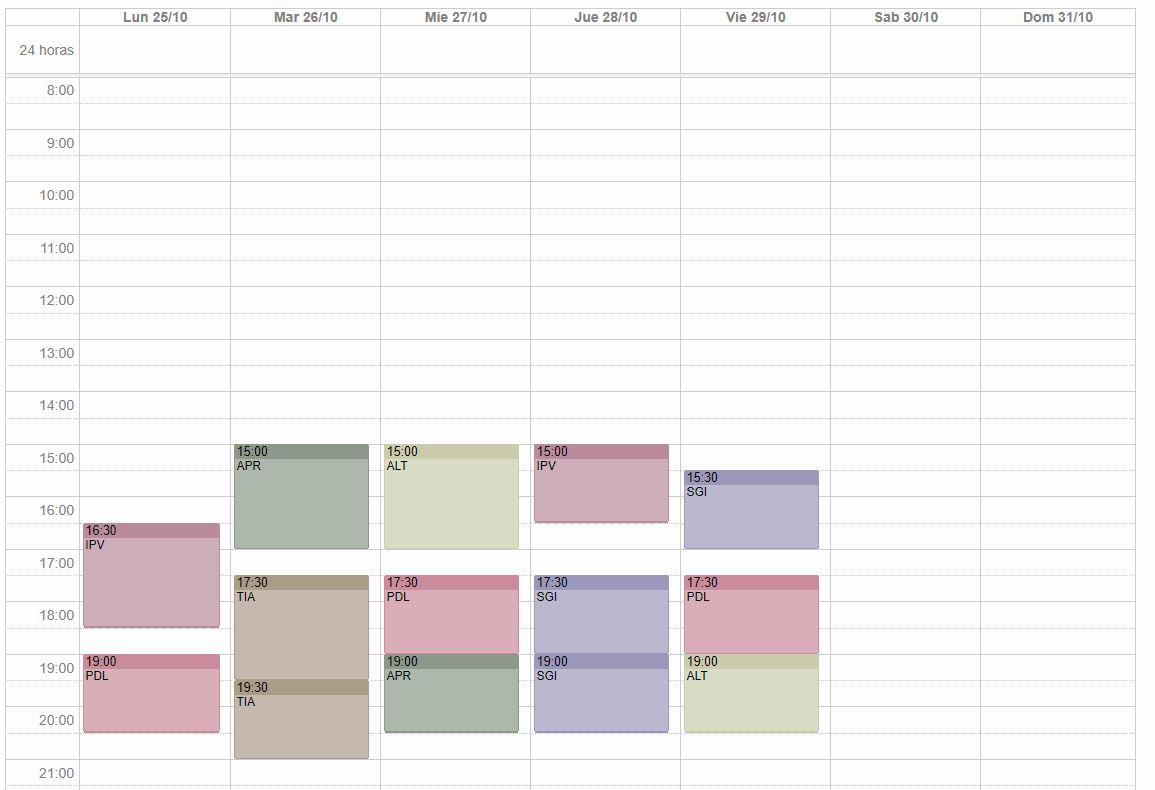 Lun 25/10 Mar 26/10 Mie 27/10 Jue 28/10 Vie 29/10 Sab 30/10 Dom 31/10
24 horas
8:00
9:00
10:00
11:00
12:00
13:00
14:00
15:00
15:00
APR
15:00
ALT
15:00
IPV
15:30
SGI
16:00
16:30
IPV
17:00
17:30
TIA
17:30
PDL
17:30
SGI
17:30
PDL
18:00
19:00
19:00
PDL
19:30
TIA
19:00
APR
19:00
SGI
19:00
ALT
20:00
21:00